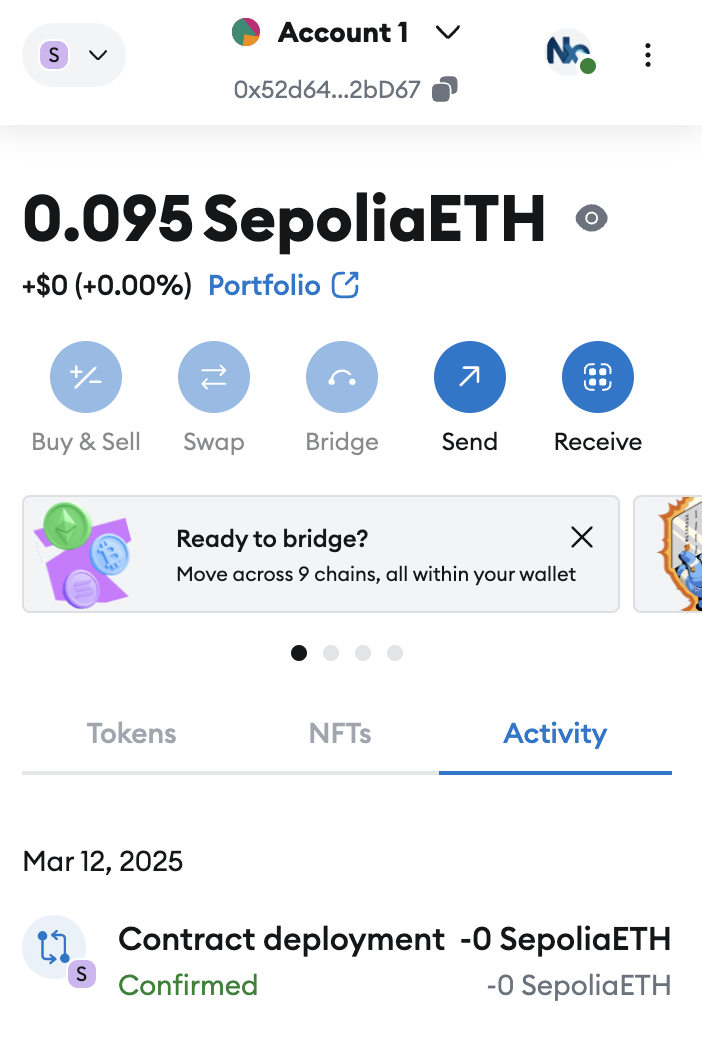 S
Account 1
0x52d64...2bD67
0.095 SepoliaETH
+$0 (+0.00%) Portfolio
Buy & Sell Swap Bridge Send Receive
Ready to bridge?
Move across 9 chains, all within your wallet
Tokens NFTs Activity
Mar 12, 2025
Contract deployment -0 SepoliaETH
S
Confirmed -0 SepoliaETH